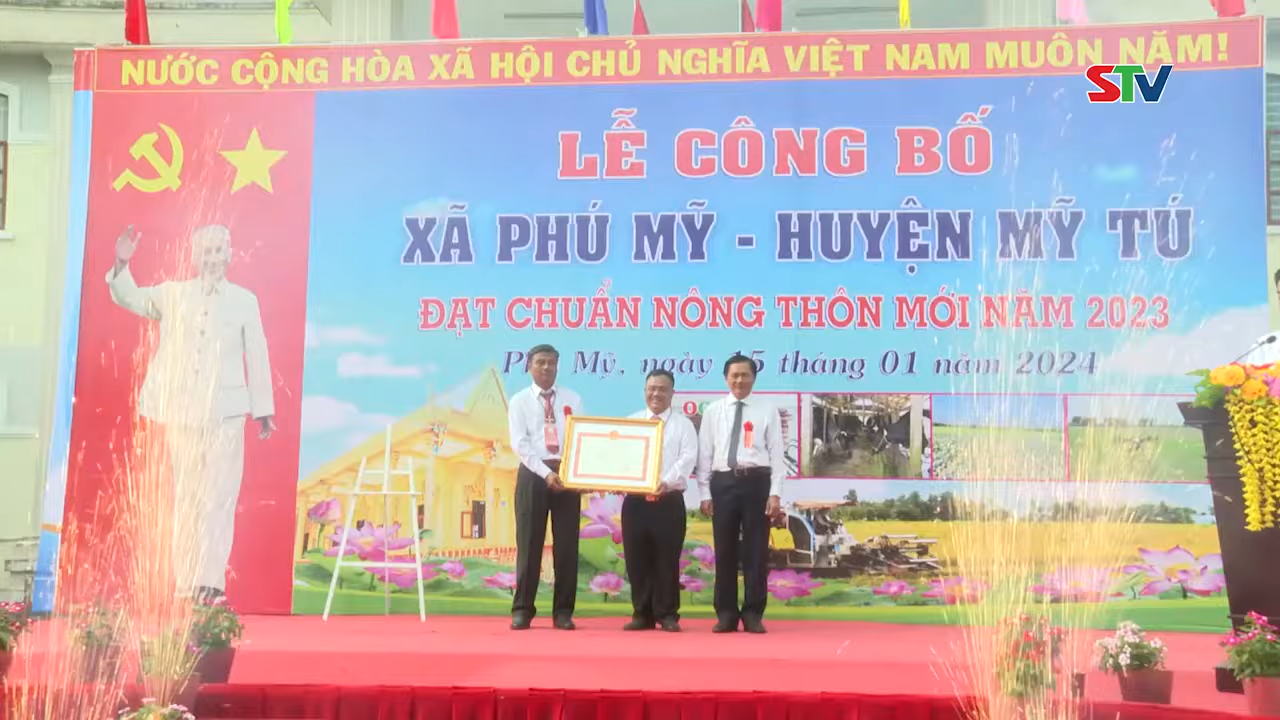 NƯỚC CỘNG HÒA XÃ HỘI CHỦ NGHĨA VIỆT NAM MUÔN NĂM!
STV
LỄ CÔNG BỐ
XÃ PHÚ MỸ - HUYỆN MỸ TÚ
ĐẠT CHUẨN NÔNG THÔN MỚI NĂM 2023
Phú Mỹ, ngày 15 tháng 01 năm 2024